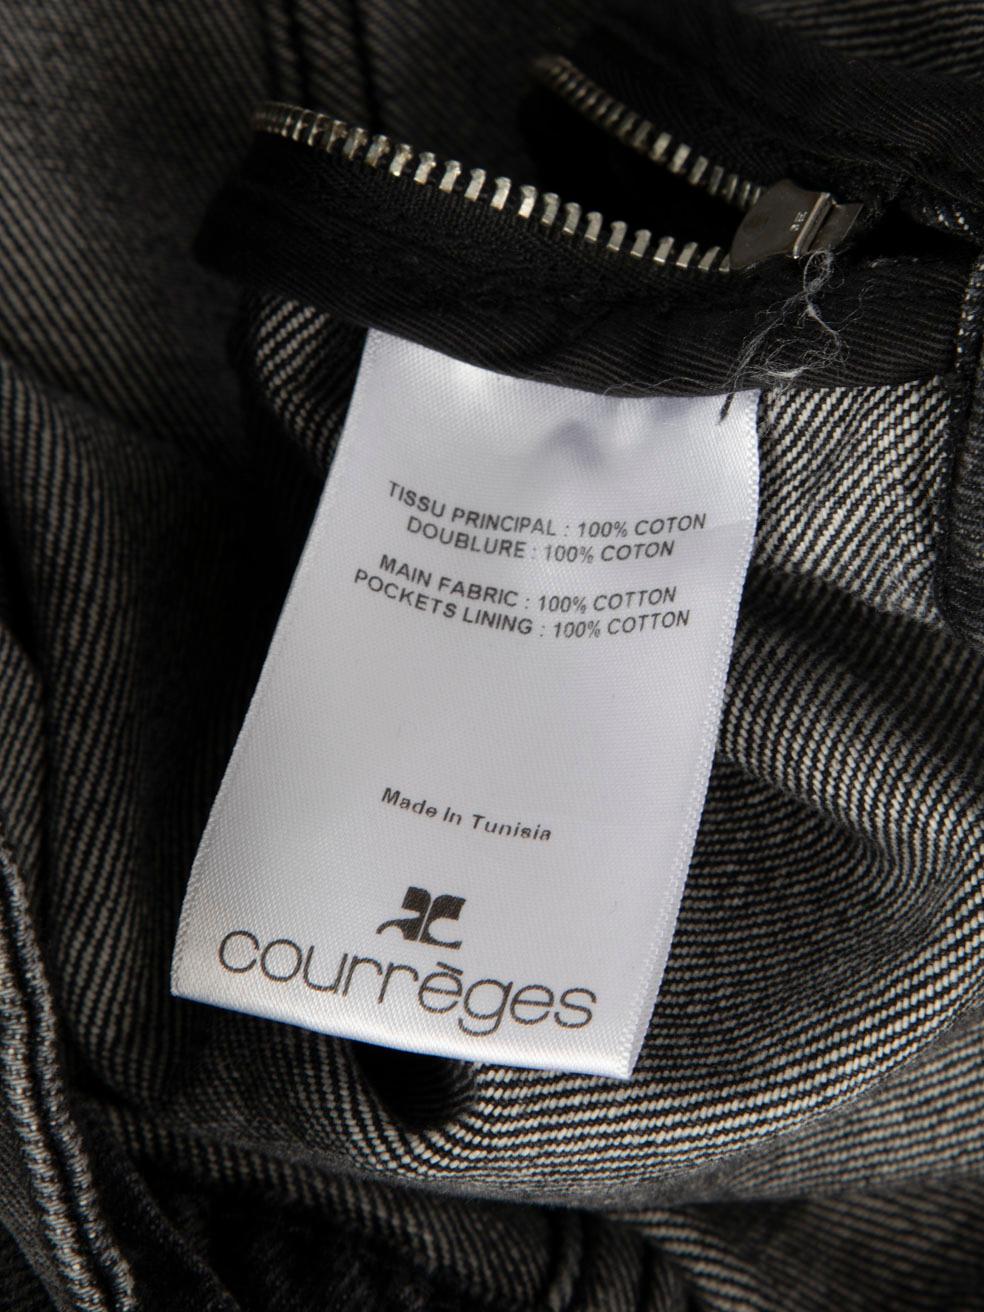 TISSU PRINCIPAL : 100% COTON
DOUBLURE : 100% COTON
MAIN FABRIC : 100% COTTON
POCKETS LINING : 100% COTTON
Made In Tunisia
courrèges